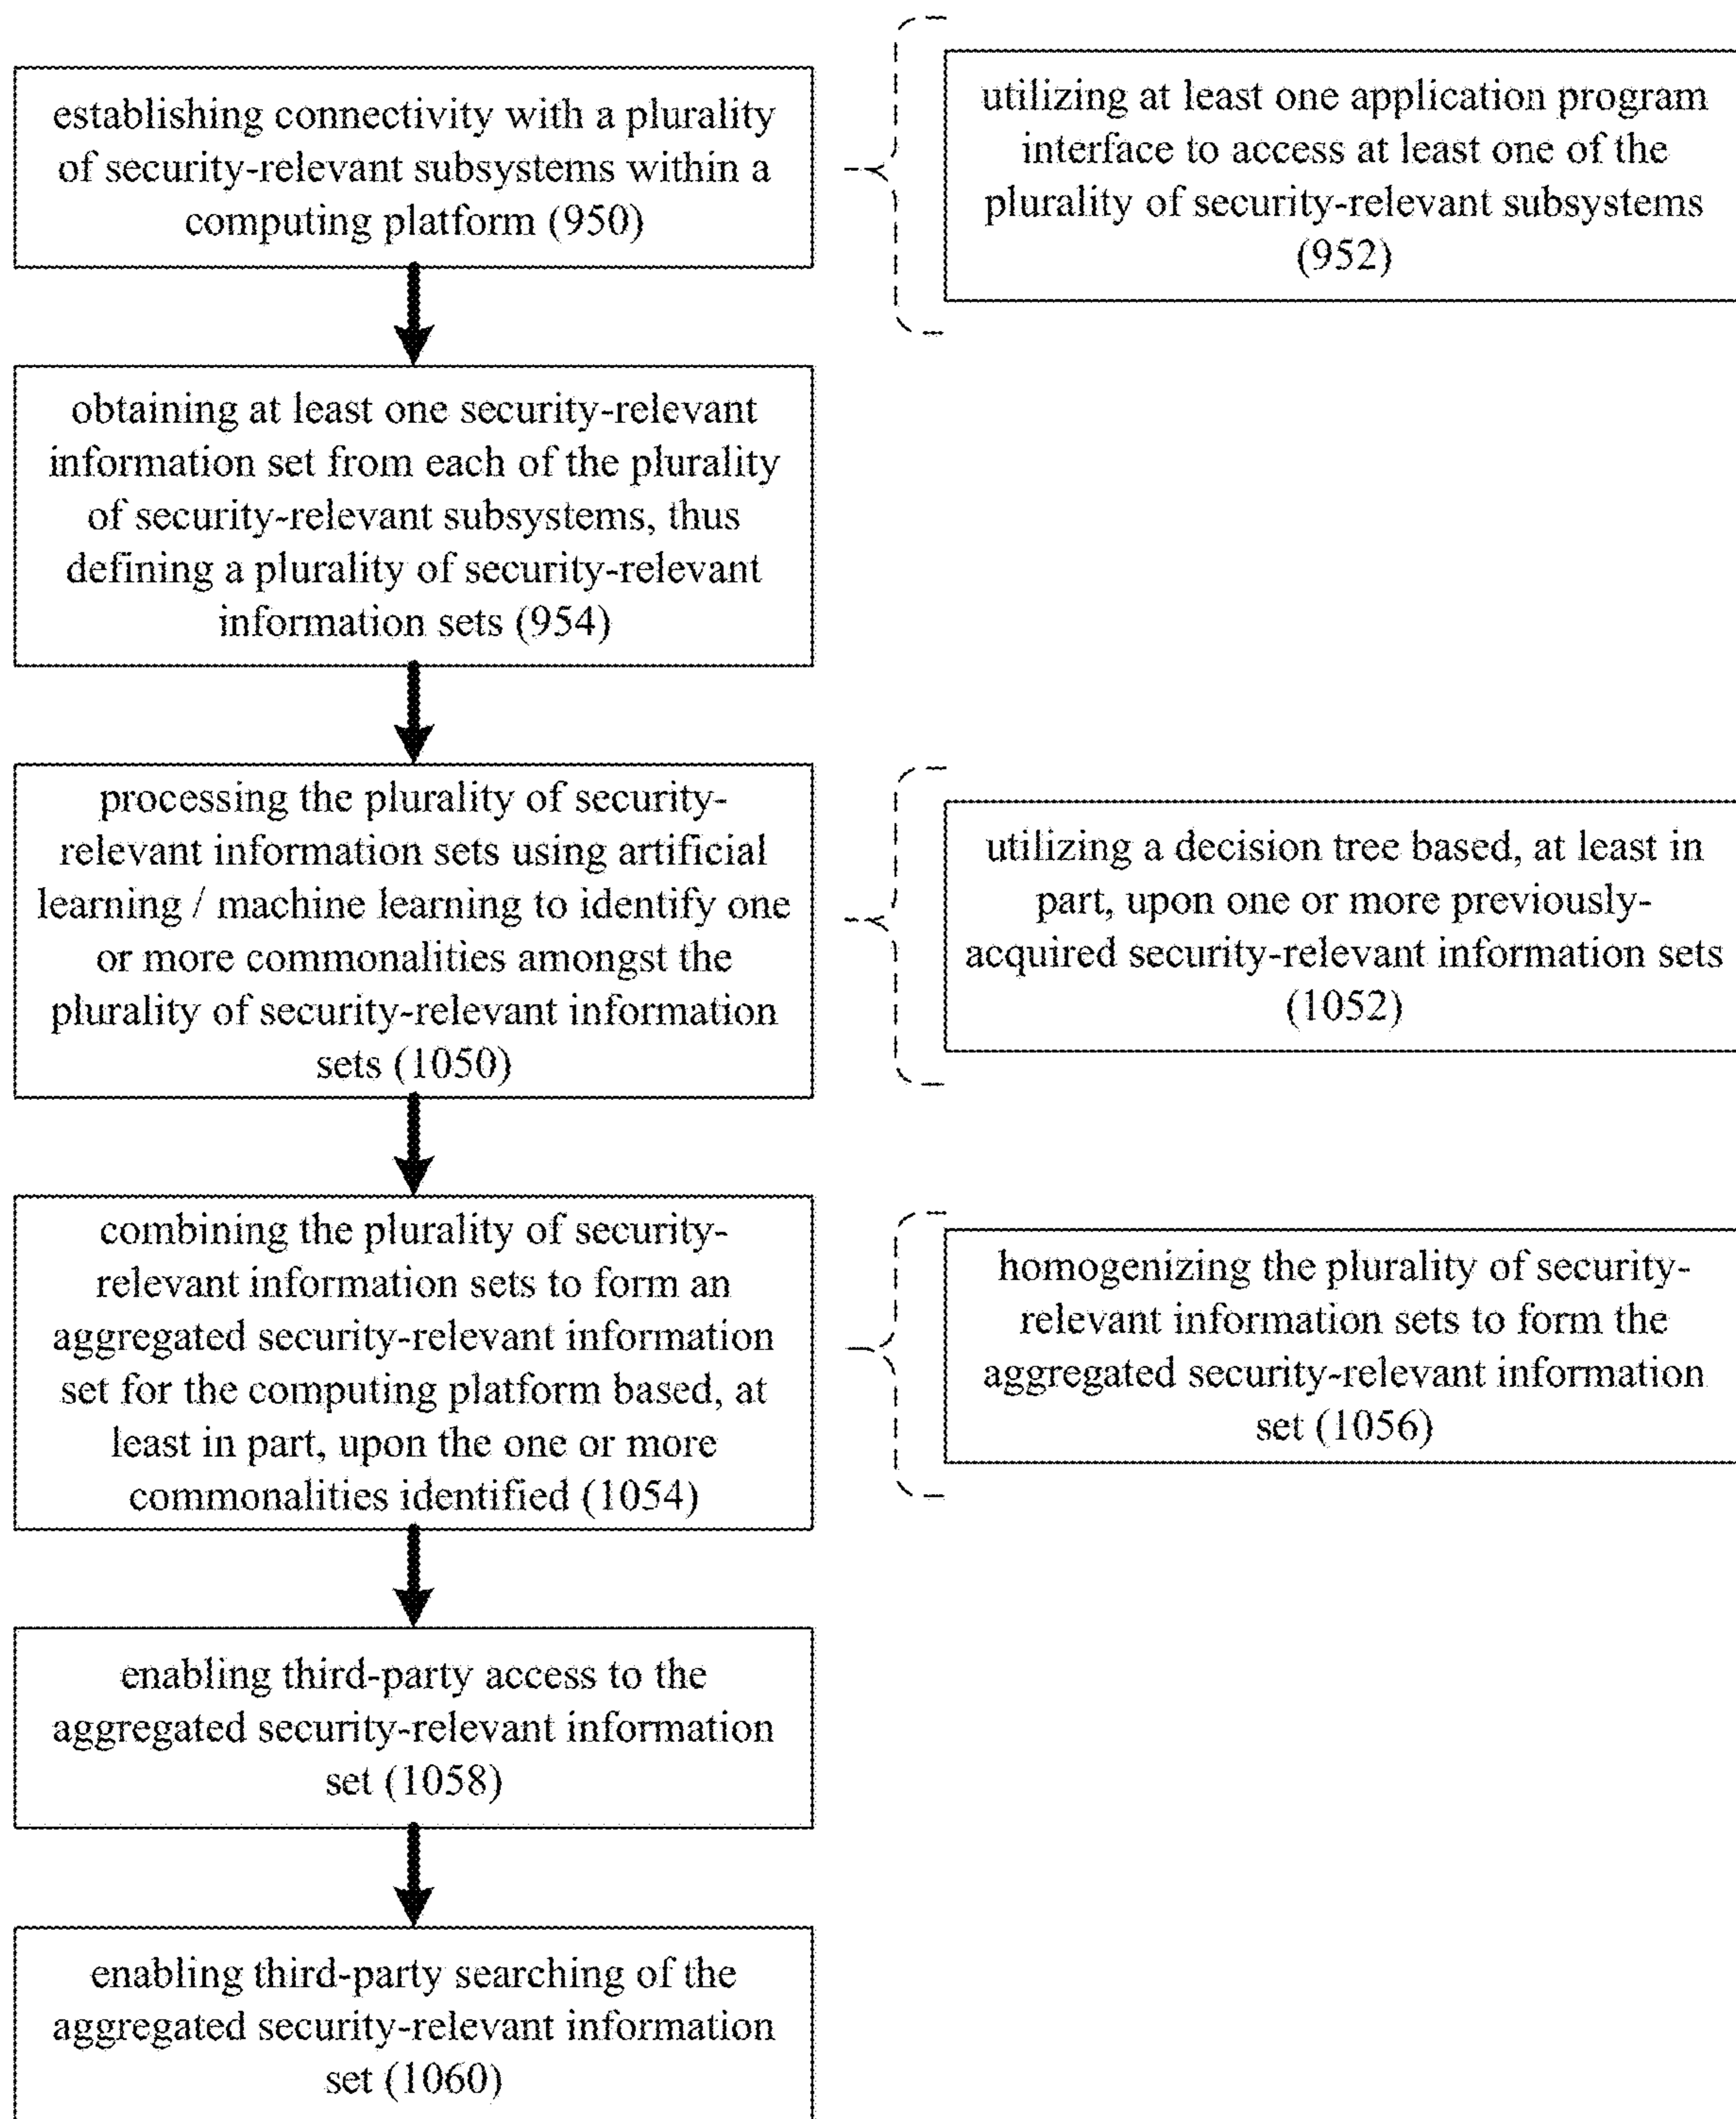 establishing connectivity with a plurality
of security-relevant subsystems within a
computing platform (950)
utilizing at least one application program
interface to access at least one of the
plurality of security-relevant subsystems
(952)
obtaining at least one security-relevant
information set from each of the plurality
of security-relevant subsystems, thus
defining a plurality of security-relevant
information sets (954)
processing the plurality of security-
relevant information sets using artificial
learning / machine learning to identify one
or more commonalities amongst the
plurality of security-relevant information
sets (1050)
utilizing a decision tree based, at least in
part, upon one or more previously-
acquired security-relevant information sets
(1052)
combining the plurality of security-
relevant information sets to form an
aggregated security-relevant information
set for the computing platform based, at
least in part, upon the one or more
commonalities identified (1054)
homogenizing the plurality of security-
relevant information sets to form the
aggregated security-relevant information
set (1056)
enabling third-party access to the
aggregated security-relevant information
set (1058)
enabling third-party searching of the
aggregated security-relevant information
set (1060)